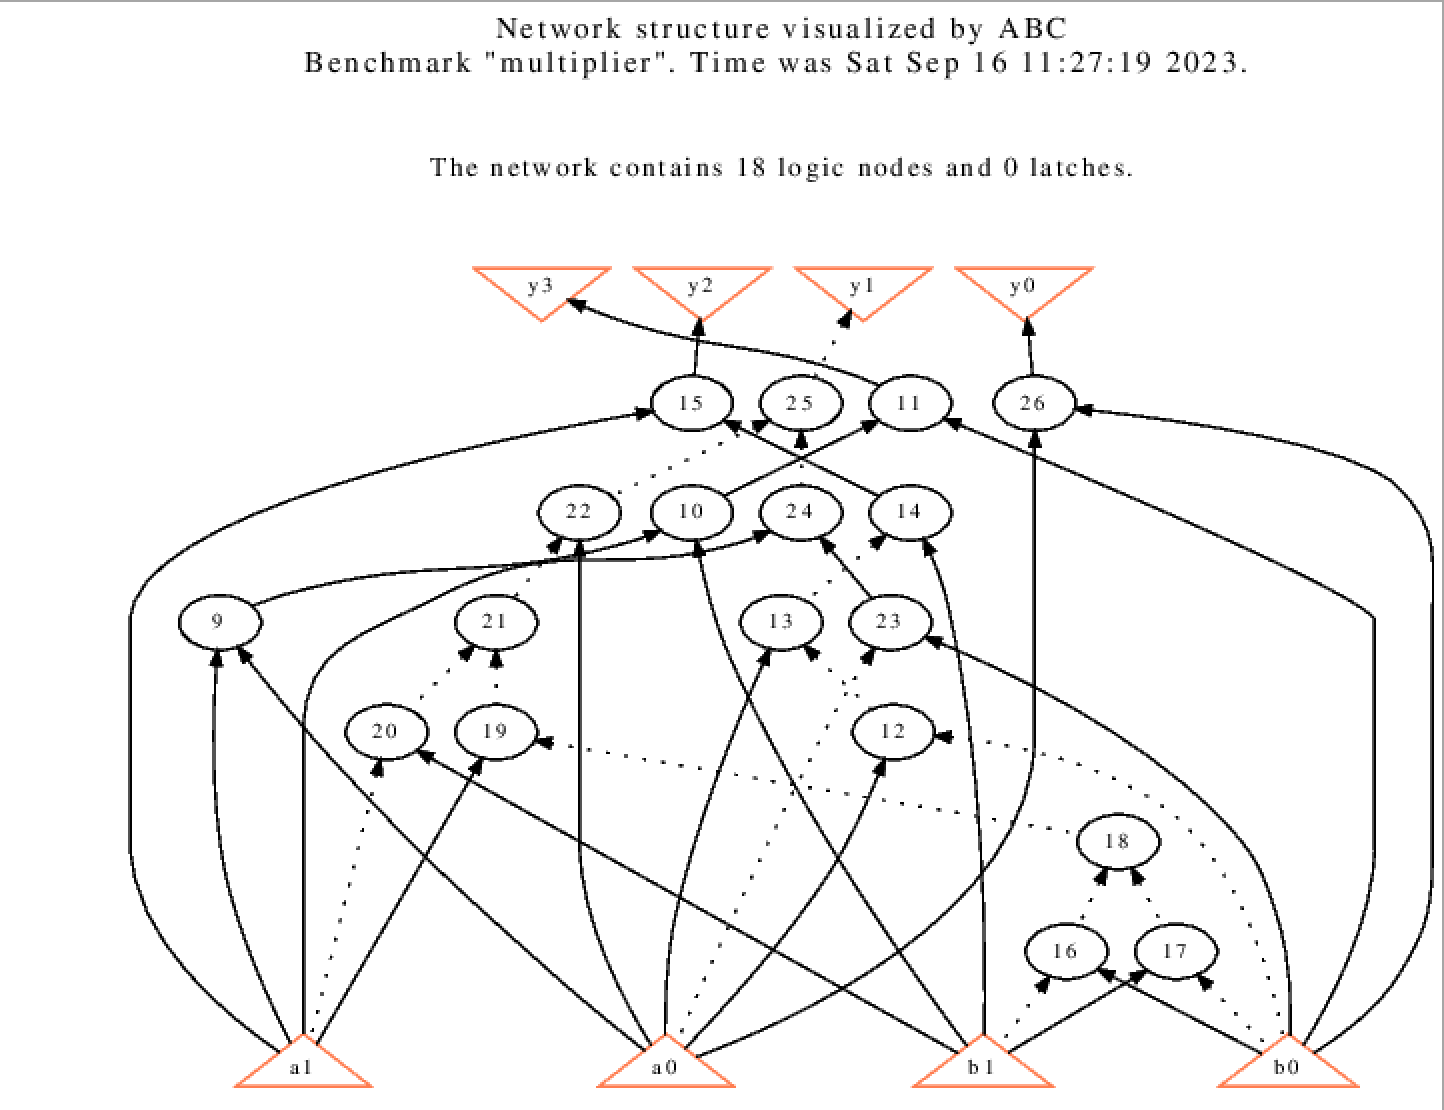 Network structure visualized by ABC
Benchmark "multiplier". Time was Sat Sep 16 11:27:19 2023.
The network contains 18 logic nodes and 0 latches.
y3 y2 y1 y0
15 25 11 26
22 10 24 14
9 21 13 23
20 19 12
18
16 17
a1 a0 b1 b0